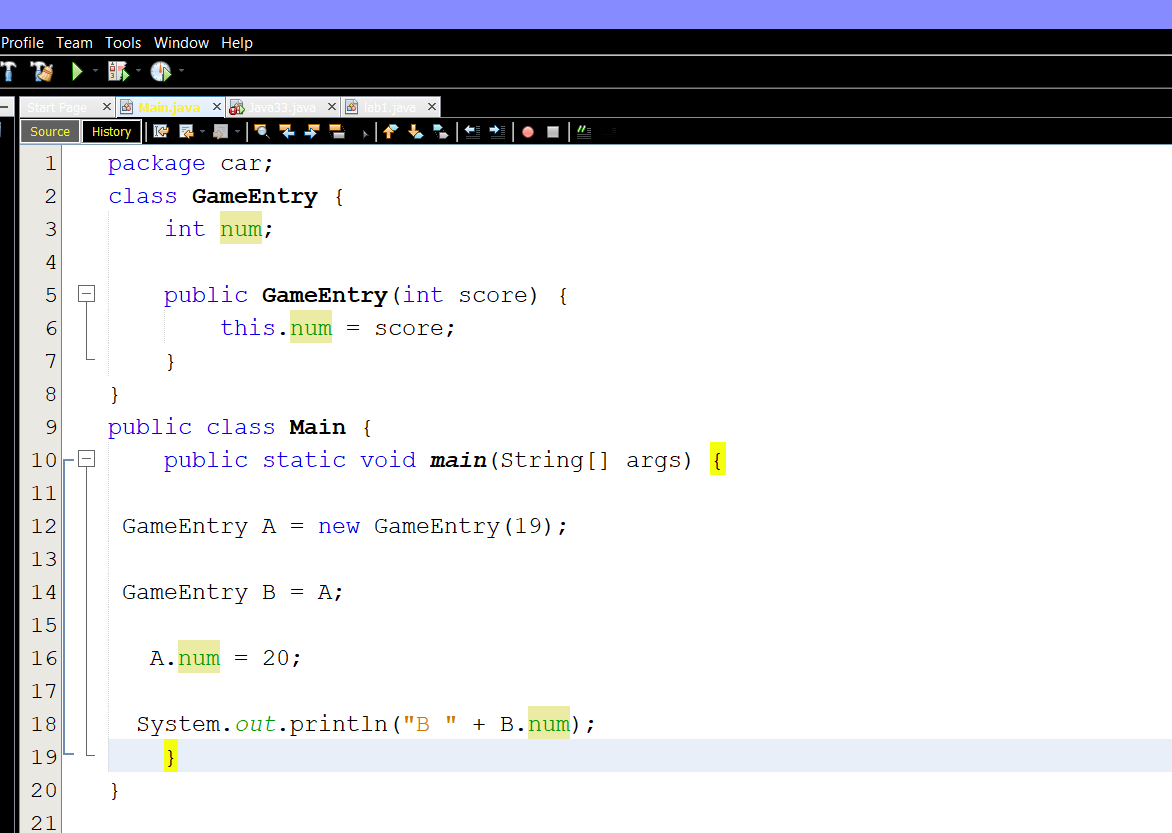 Profile Team Tools Window Help
Start Page Main.java Java33.java lab1.java
Source History
1 package car;
2 class GameEntry {
3 int num;
4
5 public GameEntry(int score) {
6 this.num = score;
7 }
8 }
9 public class Main {
10 public static void main(String[] args) {
11
12 GameEntry A = new GameEntry(19);
13
14 GameEntry B = A;
15
16 A.num = 20;
17
18 System.out.println("B " + B.num);
19 }
20 }
21